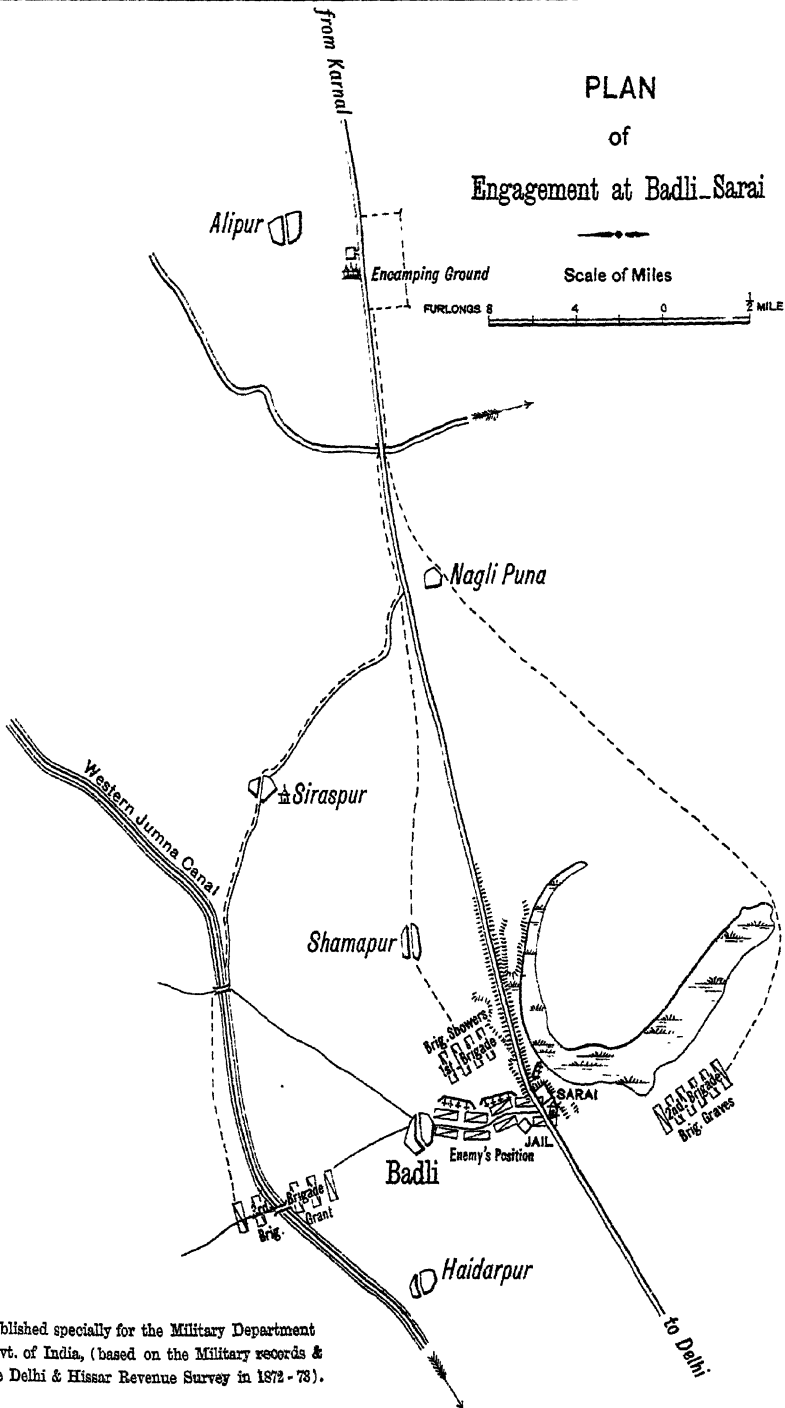 from Karnal
PLAN
of
Engagement at Badli_Sarai
Scale of Miles
FURLONGS 8 4 0 ½ MILE
Alipur
Encamping Ground
Nagli Puna
Western Jumna Canal
Siraspur
Shamapur
Brig. Showers
1st Brigade
SARAI
2nd. Brigade
Brig. Graves
JAIL
Enemy's Position
Badli
3rd Brigade
Brig. Grant
Haidarpur
to Delhi
blished specially for the Military Department
vt. of India, (based on the Military records &
e Delhi & Hissar Revenue Survey in 1872-73).